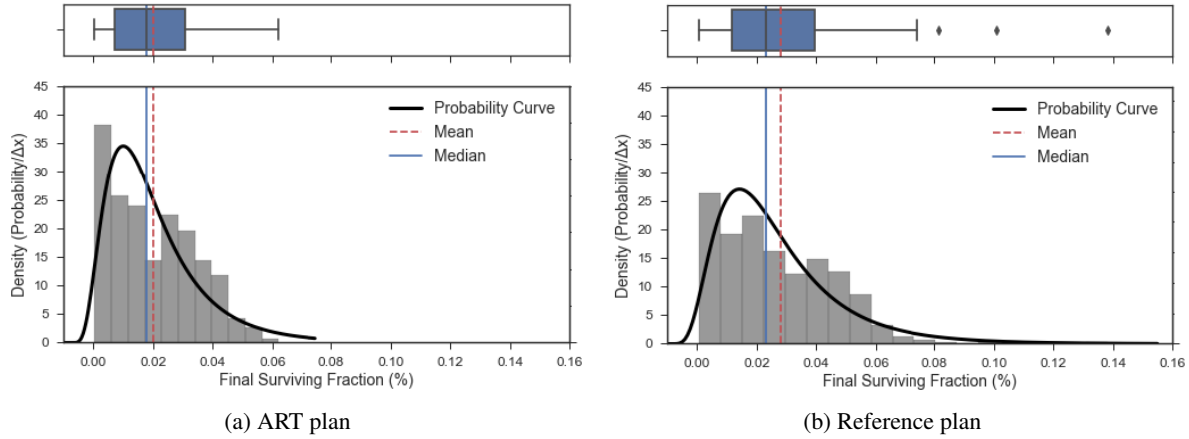 45
40
35
30
25
20
15
10
5
0
Density (Probability/Δx)
Probability Curve
Mean
Median
0.00 0.02 0.04 0.06 0.08 0.10 0.12 0.14 0.16
Final Surviving Fraction (%)
(a) ART plan
45
40
35
30
25
20
15
10
5
0
Density (Probability/Δx)
Probability Curve
Mean
Median
0.00 0.02 0.04 0.06 0.08 0.10 0.12 0.14 0.16
Final Surviving Fraction (%)
(b) Reference plan